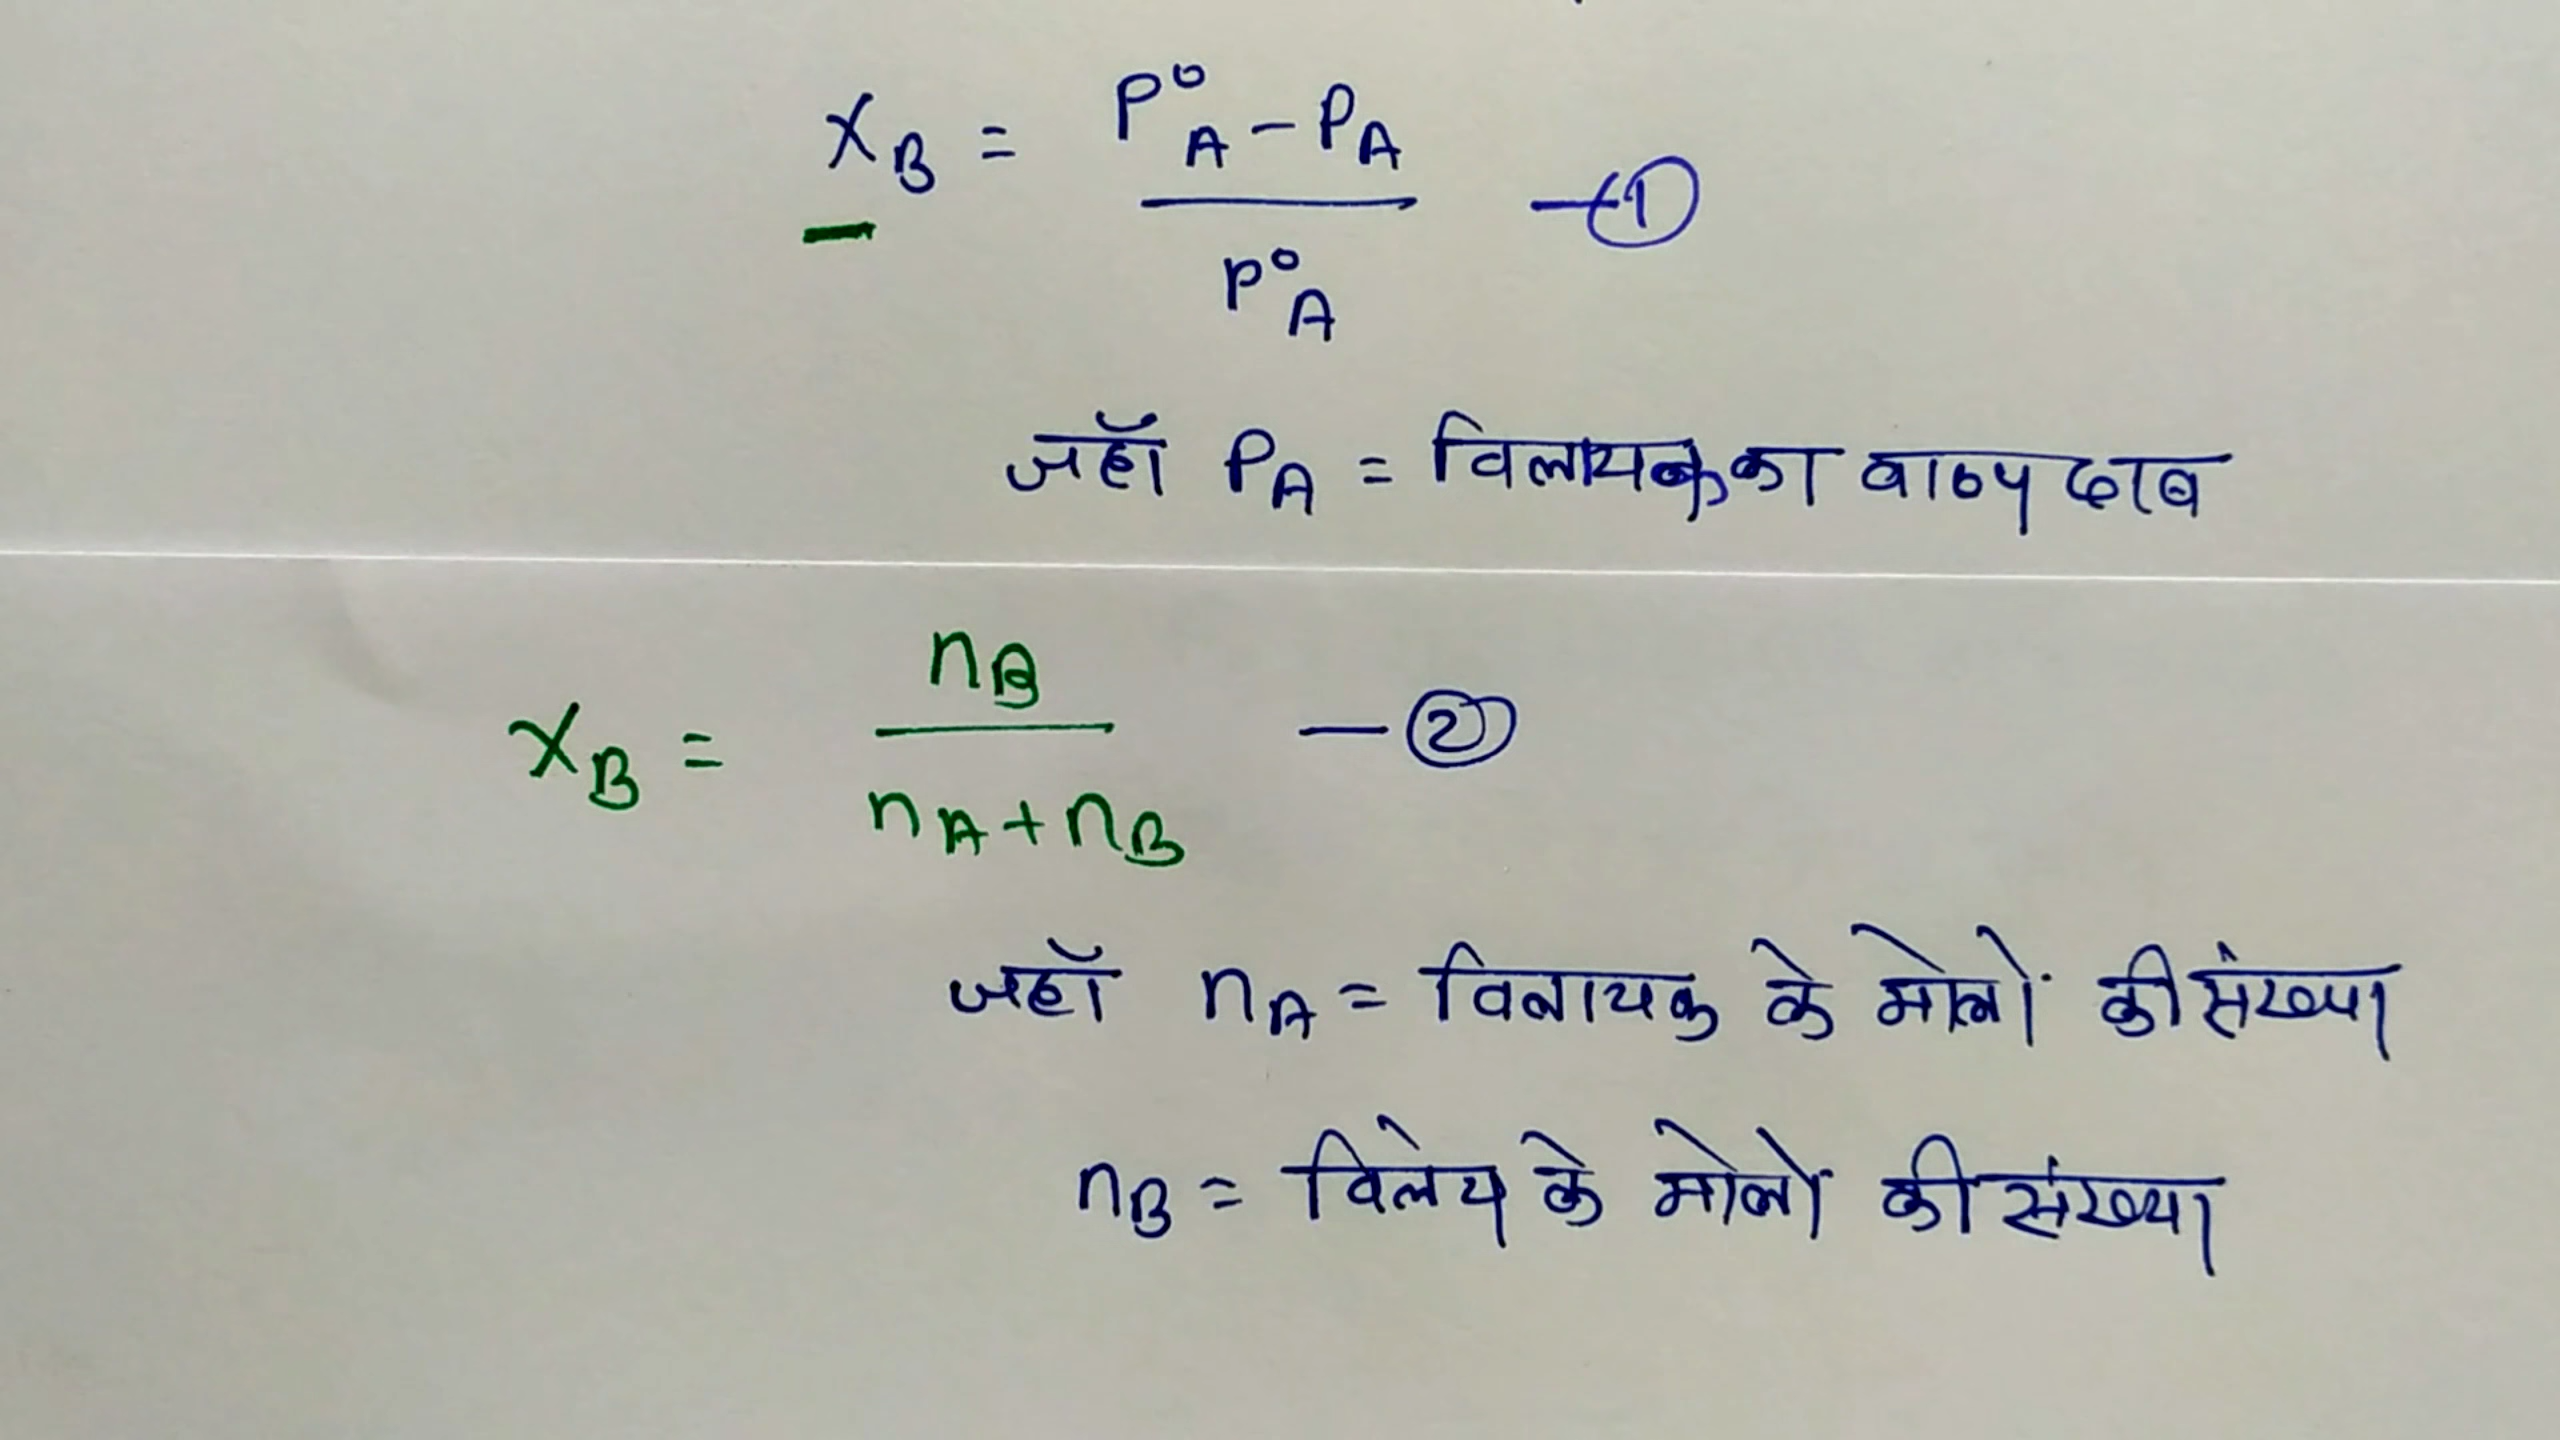 x_B = (P°_A - P_A) / P°_A —①
जहाँ P_A = विलायक का वाष्प दाब
x_B = n_B / (n_A + n_B) —②
जहाँ n_A = विलायक के मोलों की संख्या
n_B = विलेय के मोलों की संख्या